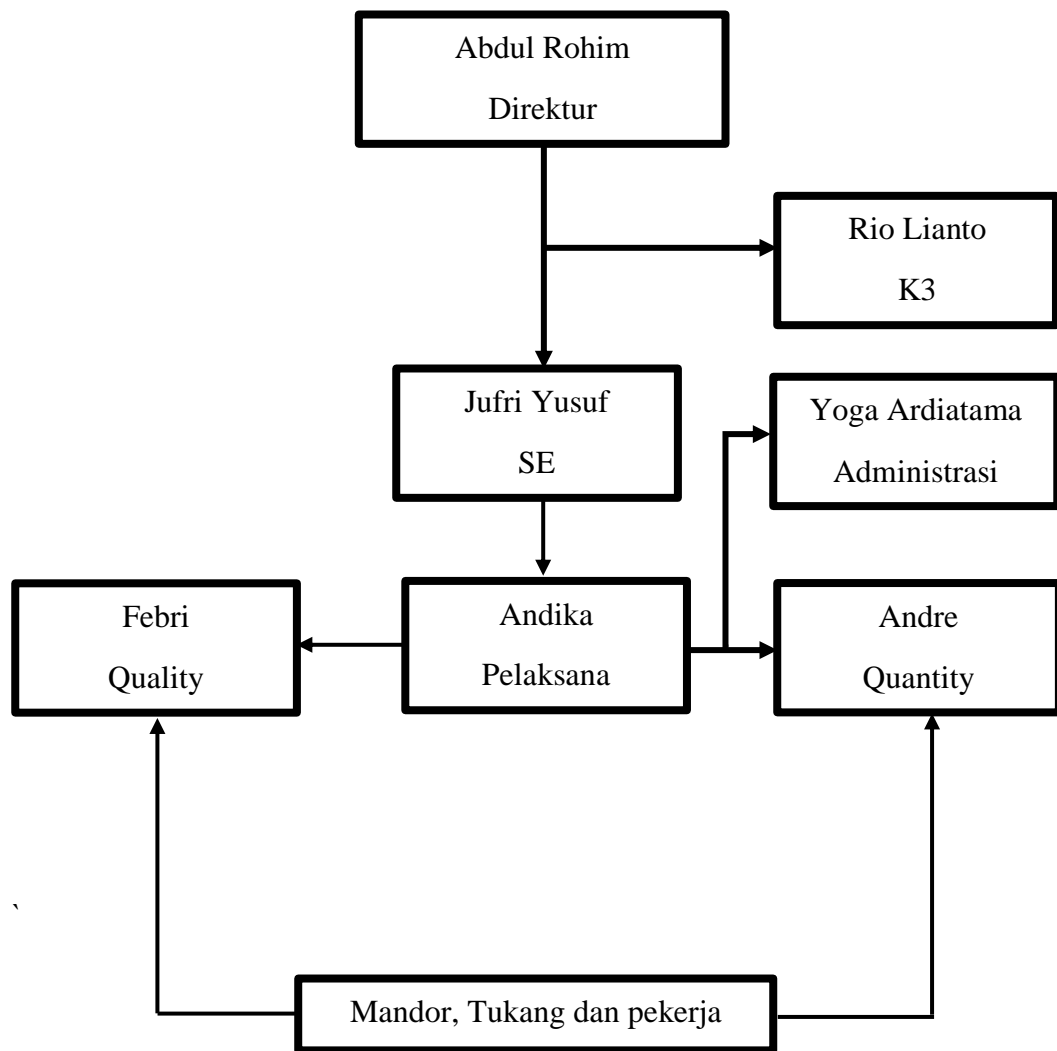 Abdul Rohim
Direktur
Rio Lianto
K3
Jufri Yusuf
SE
Yoga Ardiatama
Administrasi
Febri
Quality
Andika
Pelaksana
Andre
Quantity
`
Mandor, Tukang dan pekerja